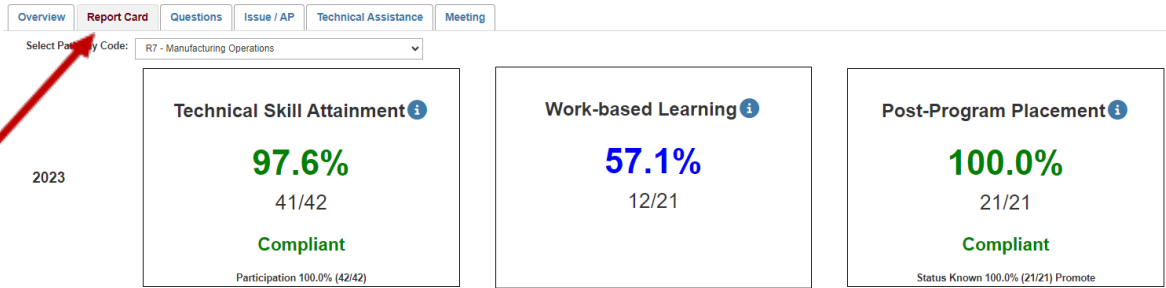 Overview Report Card Questions Issue / AP Technical Assistance Meeting
Select Code:
R7 - Manufacturing Operations
2023
Technical Skill Attainment
97.6%
41/42
Compliant
Participation 100.0% (42/42)
Work-based Learning
57.1%
12/21
Post-Program Placement
100.0%
21/21
Compliant
Status Known 100.0% (21/21) Promote